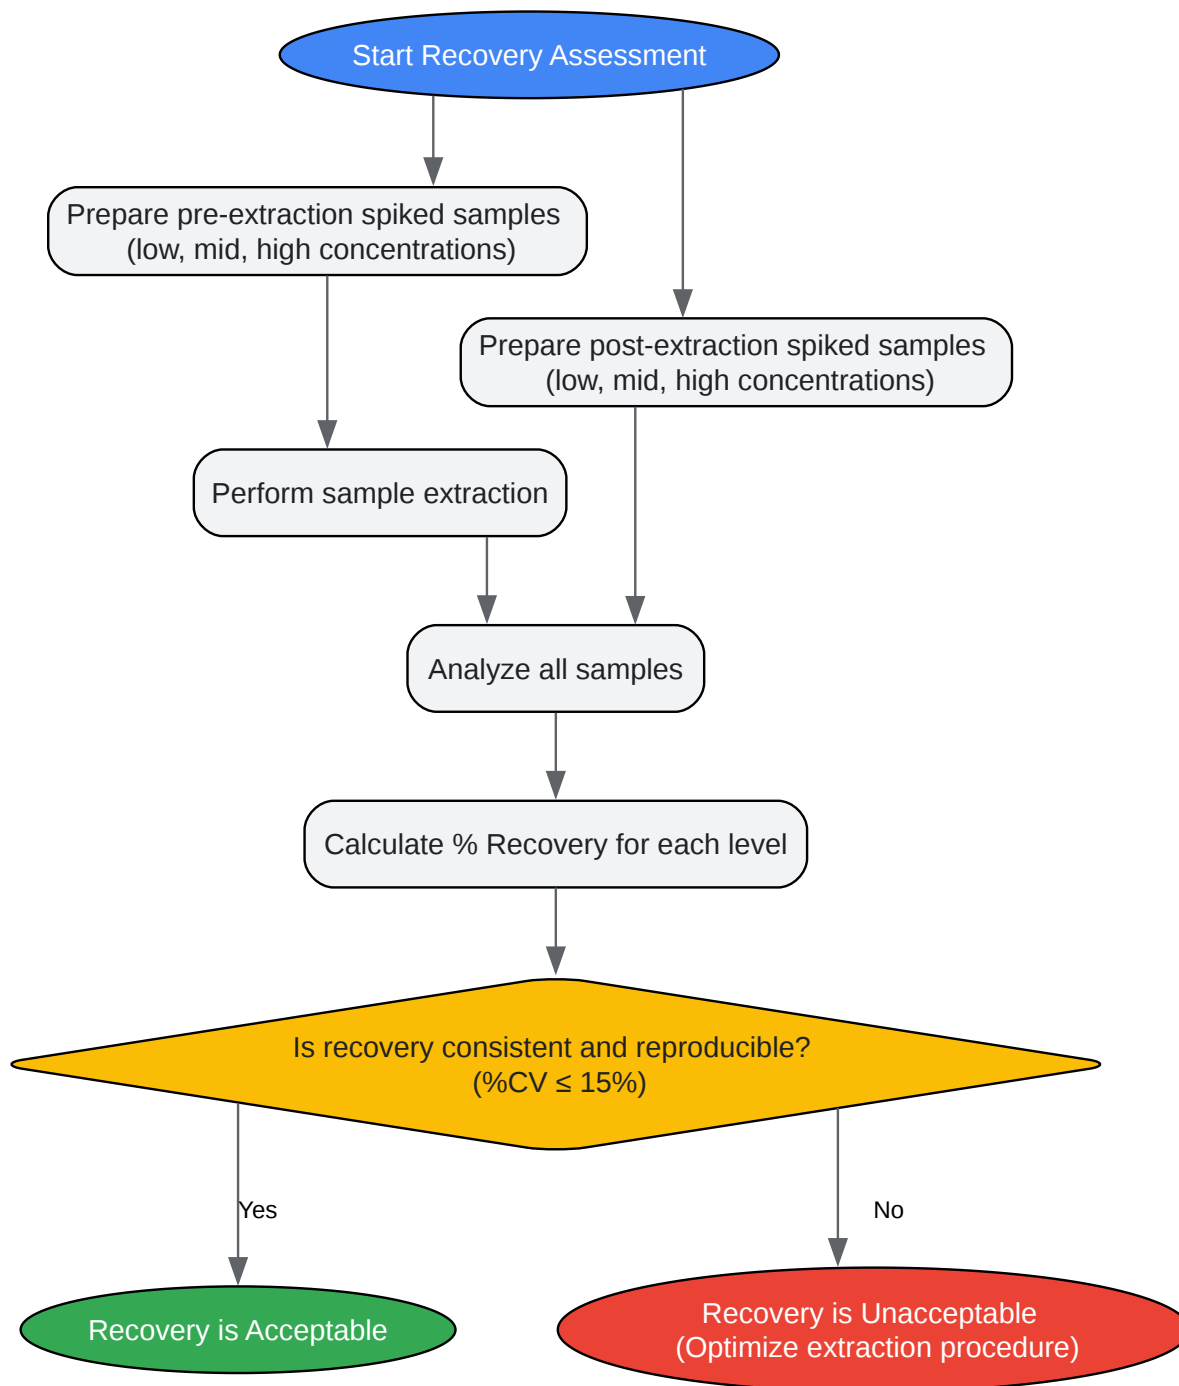 Start Recovery Assessment
Prepare pre-extraction spiked samples
(low, mid, high concentrations)
Prepare post-extraction spiked samples
(low, mid, high concentrations)
Perform sample extraction
Analyze all samples
Calculate % Recovery for each level
Is recovery consistent and reproducible?
(%CV ≤ 15%)
Yes
No
Recovery is Acceptable
Recovery is Unacceptable
(Optimize extraction procedure)